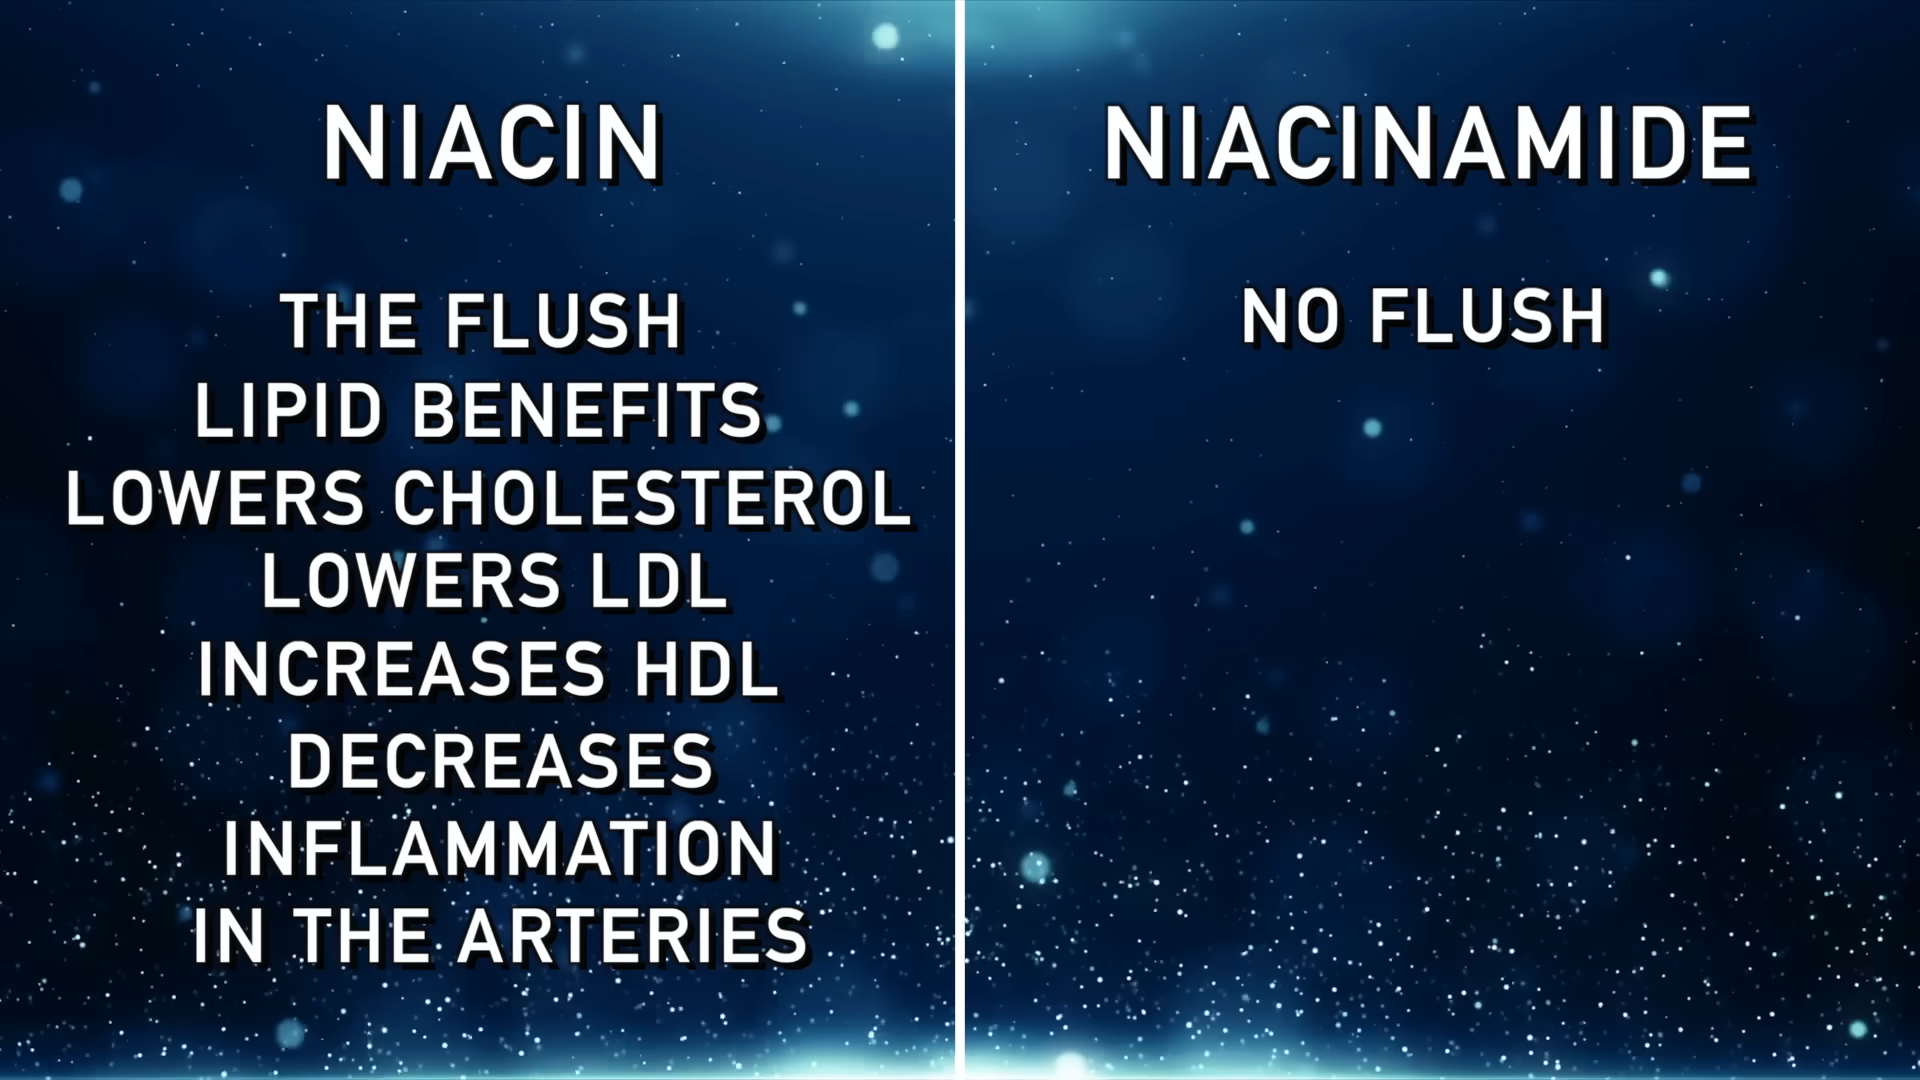 NIACIN
THE FLUSH
LIPID BENEFITS
LOWERS CHOLESTEROL
LOWERS LDL
INCREASES HDL
DECREASES
INFLAMMATION
IN THE ARTERIES
NIACINAMIDE
NO FLUSH